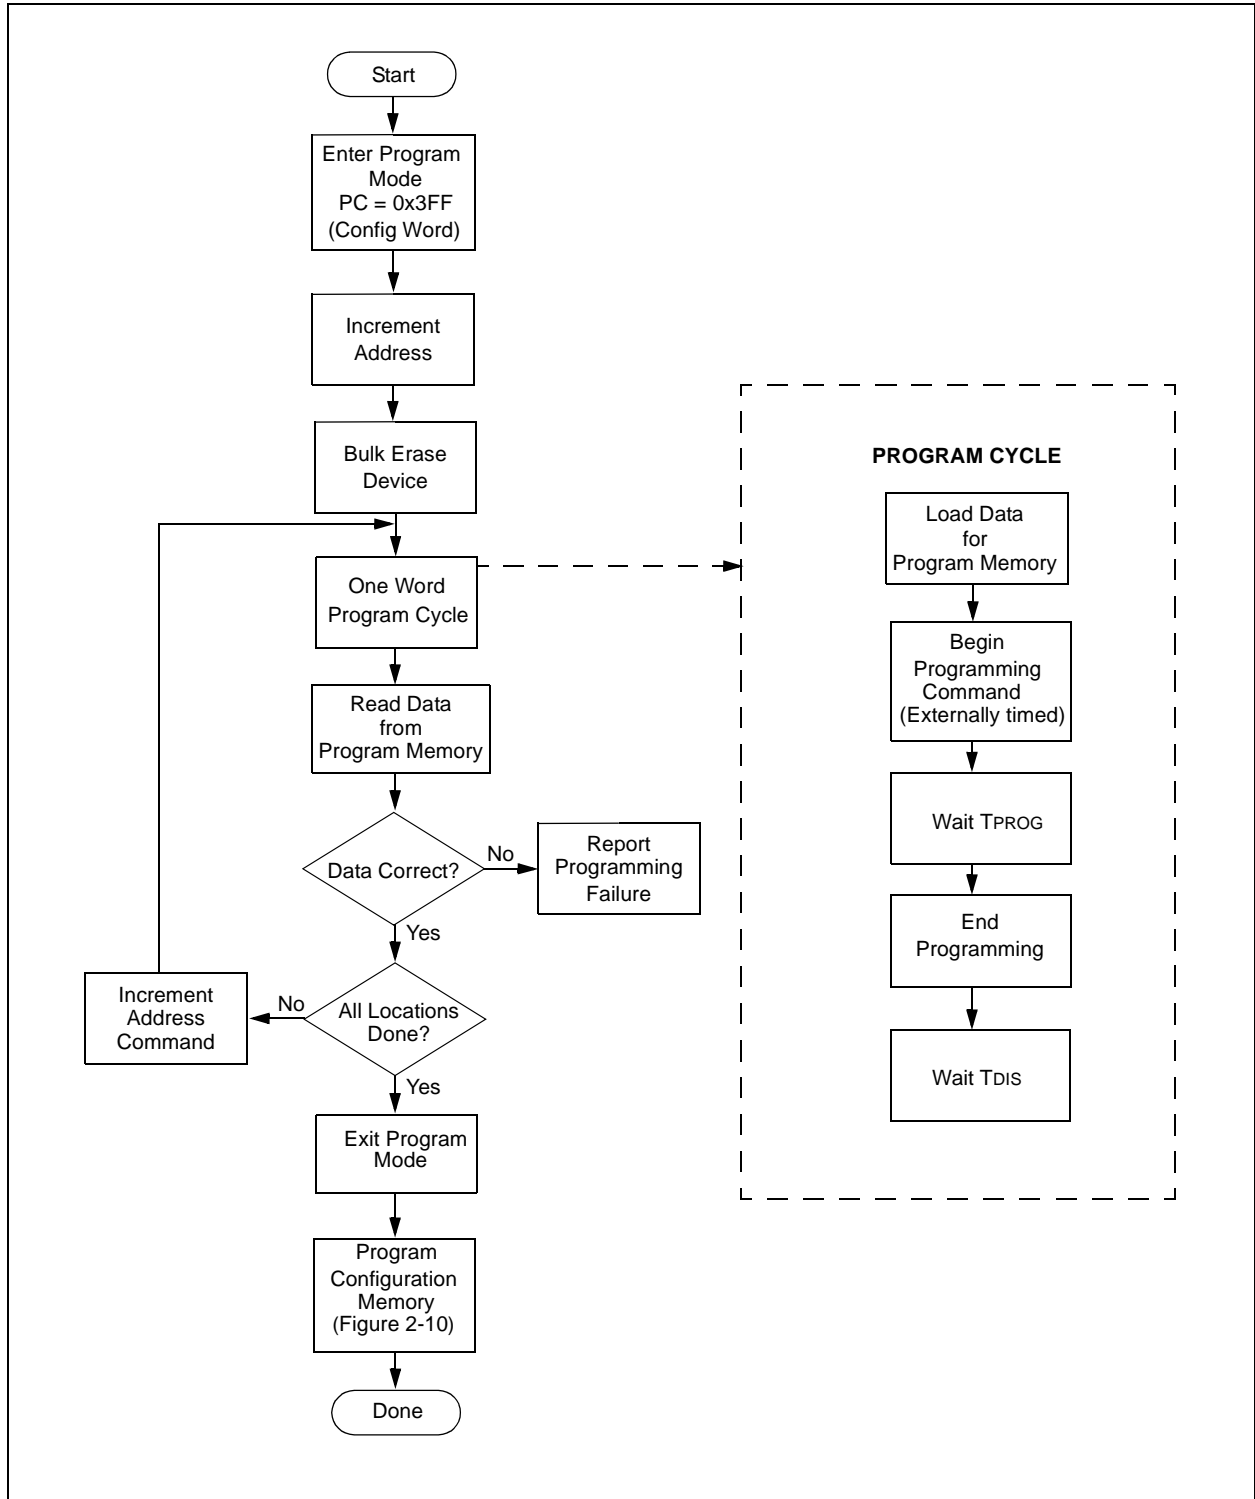 Start
Enter Program
Mode
PC = 0x3FF
(Config Word)
Increment
Address
Bulk Erase
Device
One Word
Program Cycle
Read Data
from
Program Memory
Data Correct?
No
Report
Programming
Failure
Yes
All Locations
Done?
No
Increment
Address
Command
Yes
Exit Program
Mode
Program
Configuration
Memory
(Figure 2-10)
Done
PROGRAM CYCLE
Load Data
for
Program Memory
Begin
Programming
Command
(Externally timed)
Wait TPROG
End
Programming
Wait TDIS